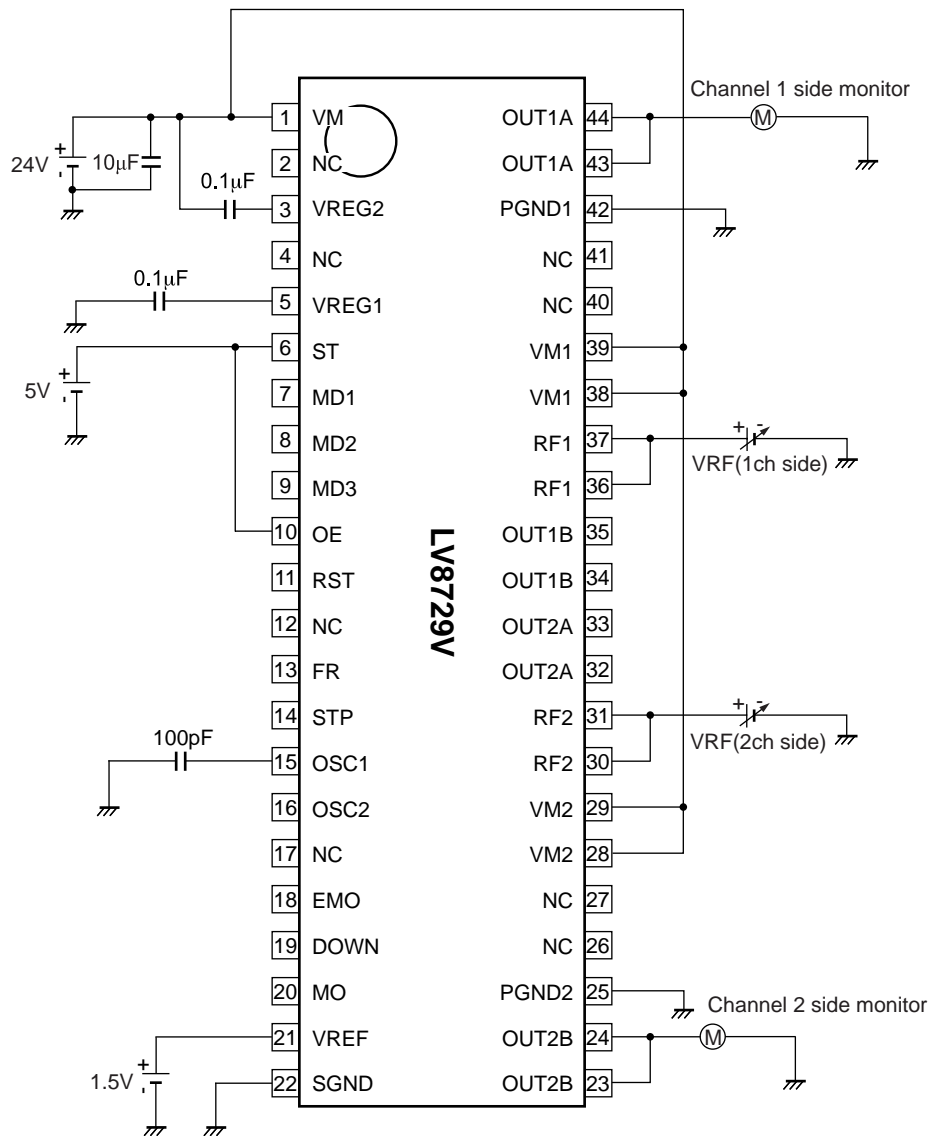 Channel 1 side monitor
1 VM OUT1A 44 M
24V + - 10µF 2 NC OUT1A 43
0.1µF 3 VREG2 PGND1 42
4 NC NC 41
0.1µF 5 VREG1 NC 40
6 ST VM1 39
5V + - 7 MD1 VM1 38
8 MD2 RF1 37 + -
VRF(1ch side)
9 MD3 RF1 36
10 OE OUT1B 35
11 RST OUT1B 34
12 NC OUT2A 33
13 FR OUT2A 32
LV8729V
14 STP RF2 31 + -
VRF(2ch side)
100pF 15 OSC1 RF2 30
16 OSC2 VM2 29
17 NC VM2 28
18 EMO NC 27
19 DOWN NC 26
20 MO PGND2 25
Channel 2 side monitor
21 VREF OUT2B 24 M
1.5V + - 22 SGND OUT2B 23